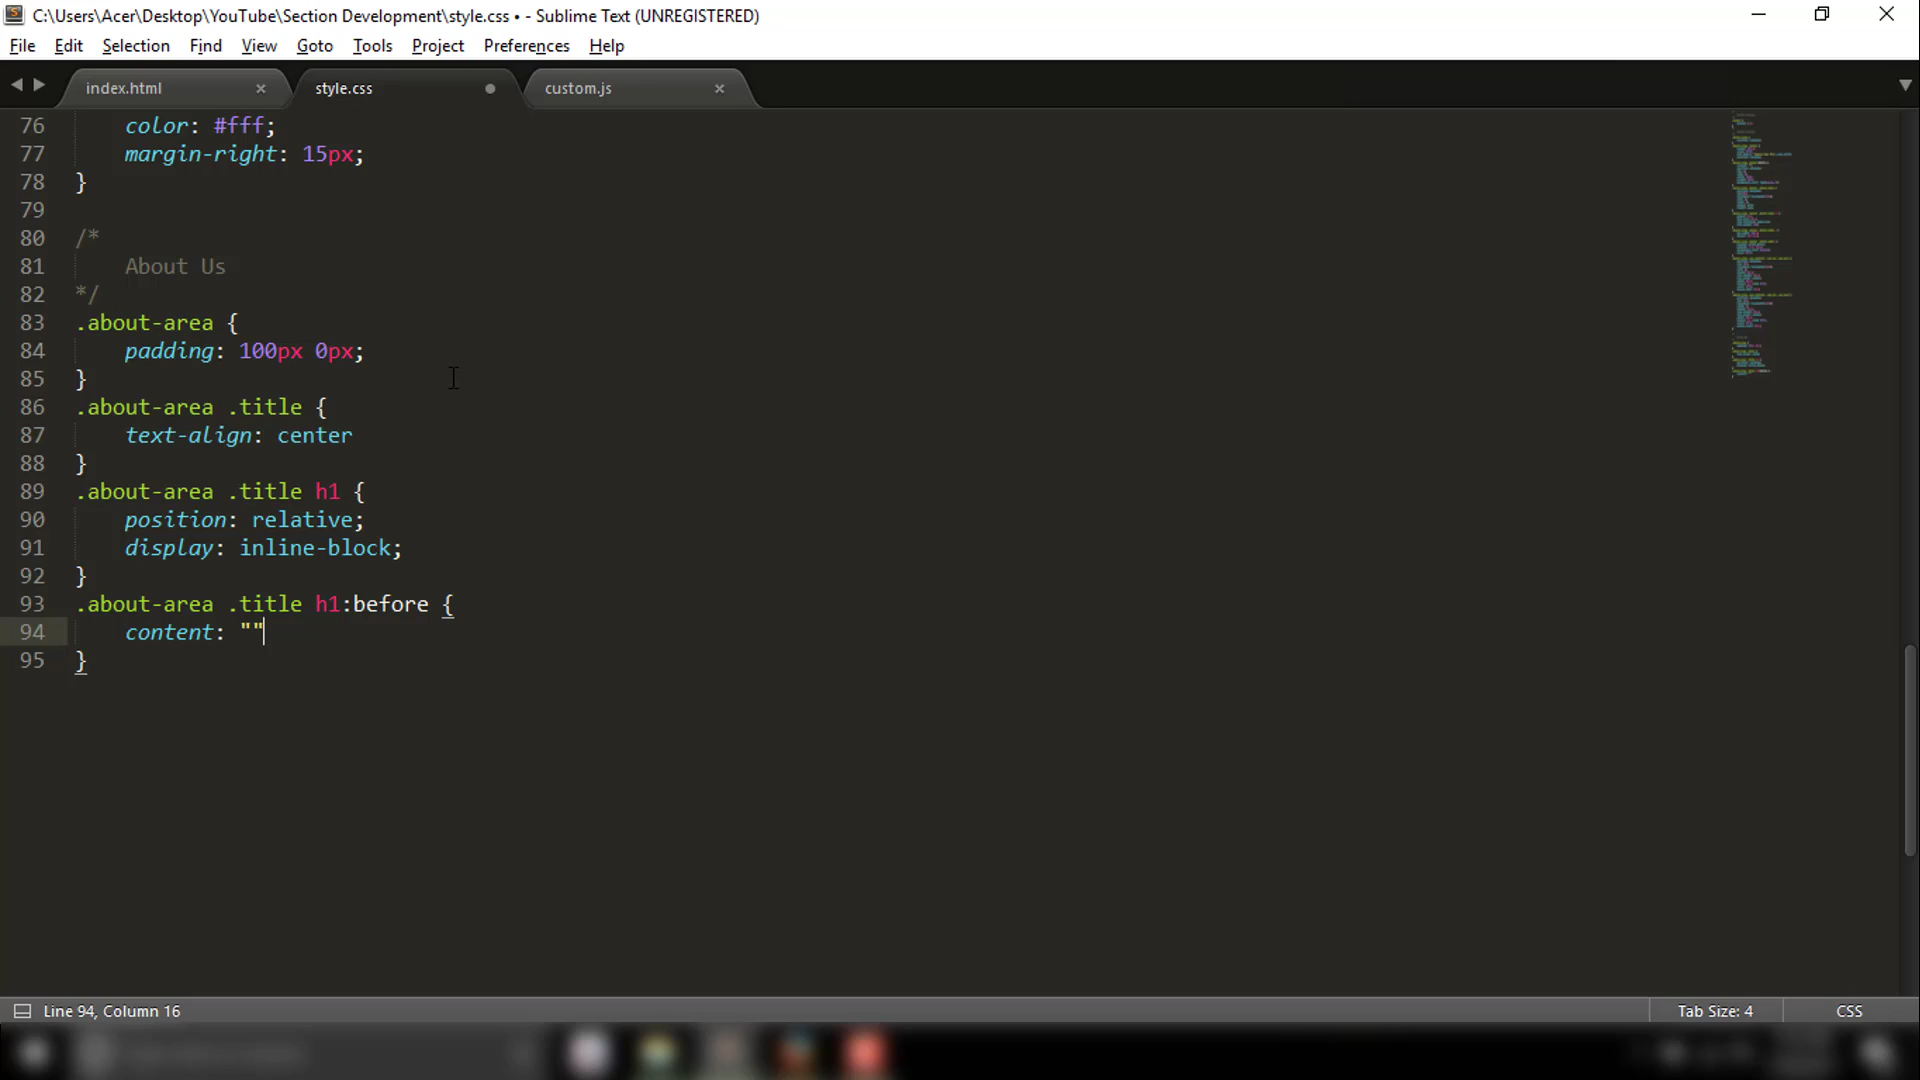 C:\Users\Acer\Desktop\YouTube\Section Development\style.css • - Sublime Text (UNREGISTERED)
File Edit Selection Find View Goto Tools Project Preferences Help
index.html × style.css custom.js ×
76 color: #fff;
77 margin-right: 15px;
78 }
79
80 /*
81 About Us
82 */
83 .about-area {
84 padding: 100px 0px;
85 }
86 .about-area .title {
87 text-align: center
88 }
89 .about-area .title h1 {
90 position: relative;
91 display: inline-block;
92 }
93 .about-area .title h1:before {
94 content: ""
95 }
Line 94, Column 16 Tab Size: 4 CSS